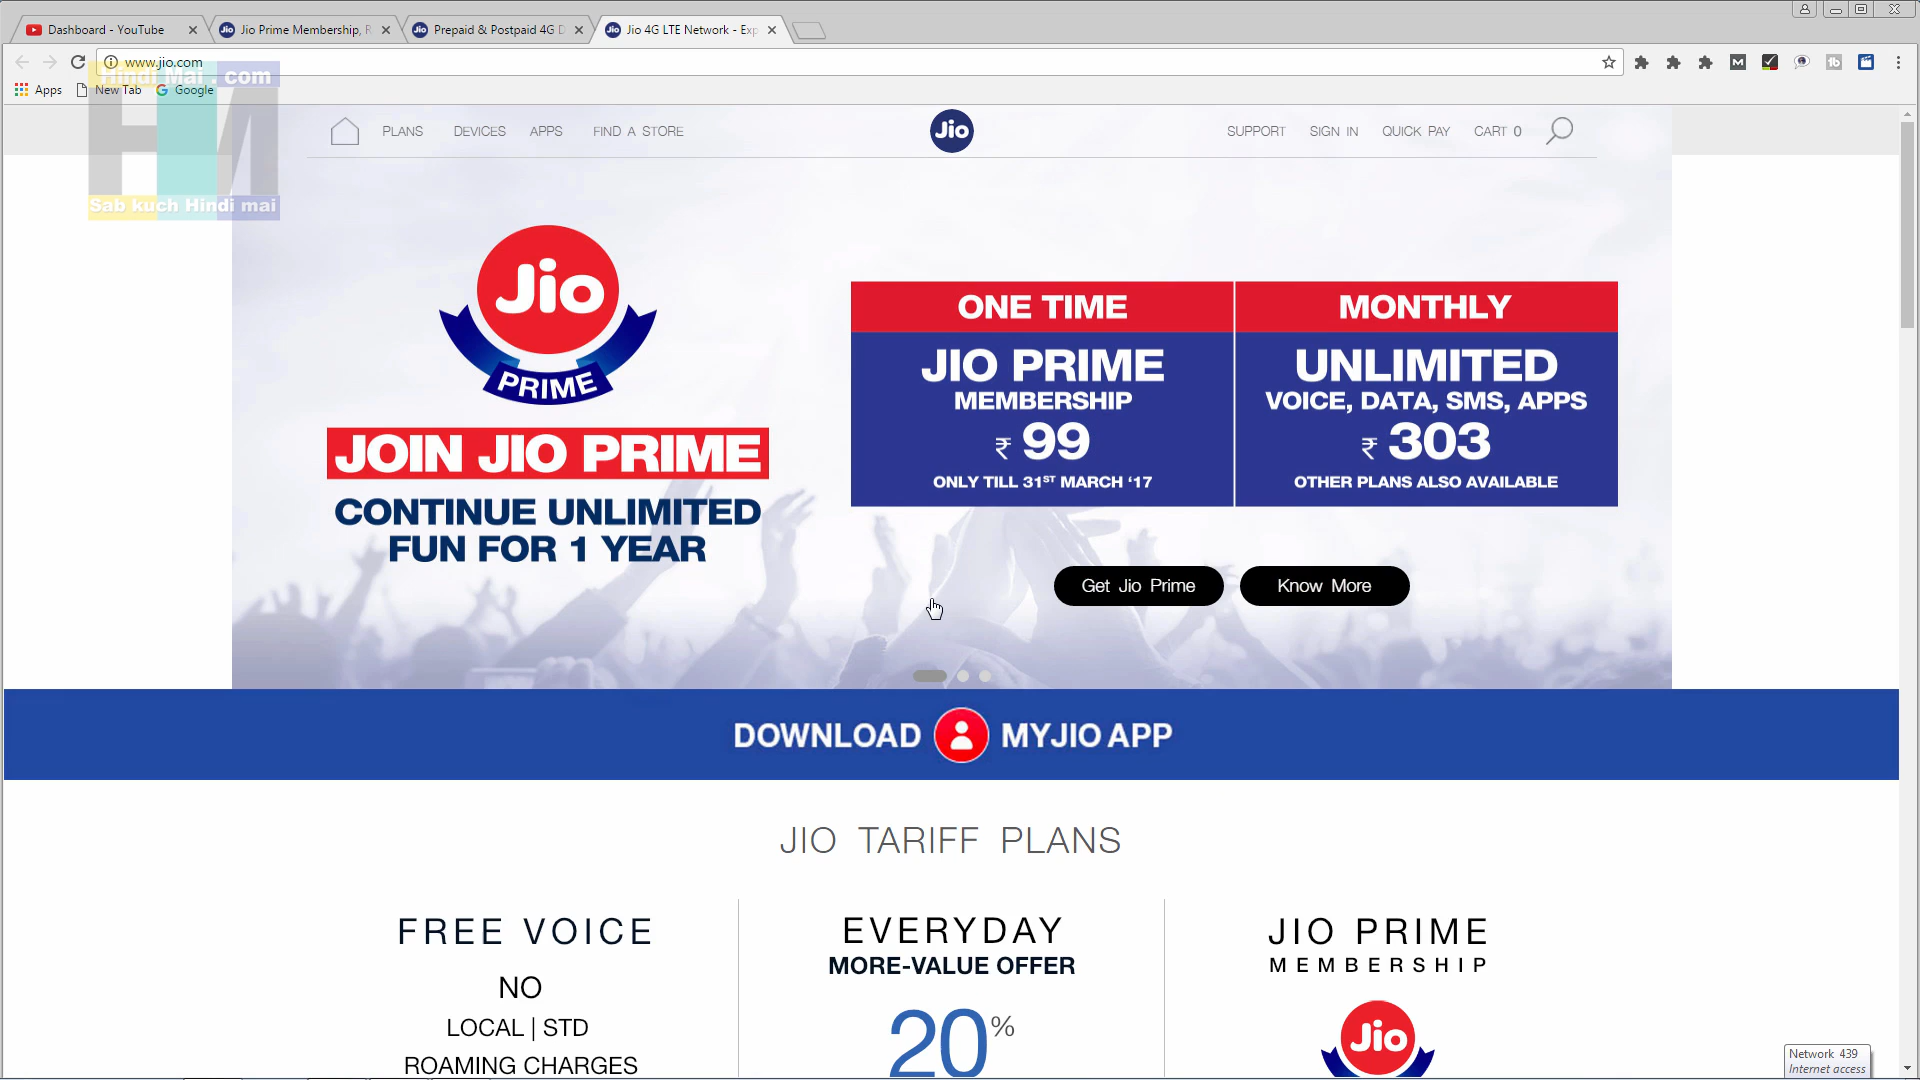 Dashboard - YouTube
Jio Prime Membership, R
Prepaid & Postpaid 4G D
Jio 4G LTE Network - Exp
www.jio.com
Apps
New Tab
Google
Hindi Mai . com
HM
Sab kuch Hindi mai
PLANS
DEVICES
APPS
FIND A STORE
Jio
SUPPORT
SIGN IN
QUICK PAY
CART 0
Jio
PRIME
JOIN JIO PRIME
CONTINUE UNLIMITED
FUN FOR 1 YEAR
ONE TIME
JIO PRIME
MEMBERSHIP
₹ 99
ONLY TILL 31ST MARCH ‘17
MONTHLY
UNLIMITED
VOICE, DATA, SMS, APPS
₹ 303
OTHER PLANS ALSO AVAILABLE
Get Jio Prime
Know More
DOWNLOAD MYJIO APP
JIO TARIFF PLANS
FREE VOICE
NO
LOCAL | STD
ROAMING CHARGES
EVERYDAY
MORE-VALUE OFFER
20%
JIO PRIME
MEMBERSHIP
Jio
Network 439
Internet access